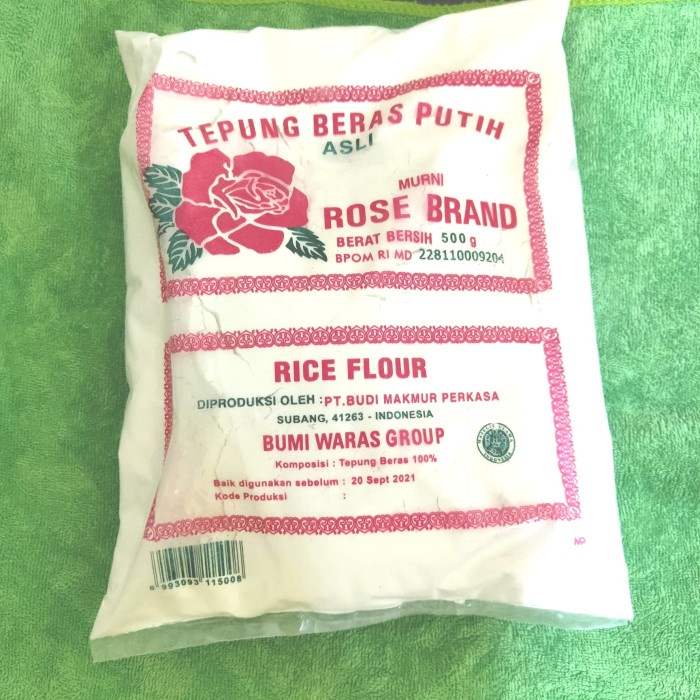 TEPUNG BERAS PUTIH
ASLI
MURNI
ROSE BRAND
BERAT BERSIH 500 g
BPOM RI MD 228110009204
RICE FLOUR
DIPRODUKSI OLEH : PT.BUDI MAKMUR PERKASA
SUBANG, 41263 - INDONESIA
BUMI WARAS GROUP
Komposisi : Tepung Beras 100%
Baik digunakan sebelum : 20 Sept 2021
Kode Produksi :
993093 115008